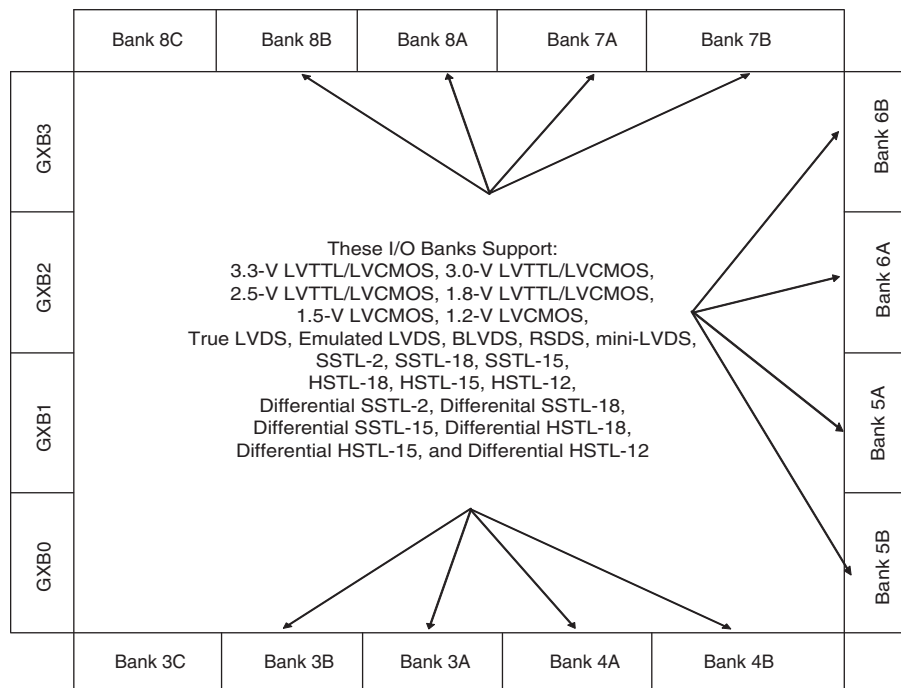 Bank 8C
Bank 8B
Bank 8A
Bank 7A
Bank 7B
GXB3
GXB2
GXB1
GXB0
Bank 6B
Bank 6A
Bank 5A
Bank 5B
These I/O Banks Support:
3.3-V LVTTL/LVCMOS, 3.0-V LVTTL/LVCMOS,
2.5-V LVTTL/LVCMOS, 1.8-V LVTTL/LVCMOS,
1.5-V LVCMOS, 1.2-V LVCMOS,
True LVDS, Emulated LVDS, BLVDS, RSDS, mini-LVDS,
SSTL-2, SSTL-18, SSTL-15,
HSTL-18, HSTL-15, HSTL-12,
Differential SSTL-2, Differenital SSTL-18,
Differential SSTL-15, Differential HSTL-18,
Differential HSTL-15, and Differential HSTL-12
Bank 3C
Bank 3B
Bank 3A
Bank 4A
Bank 4B